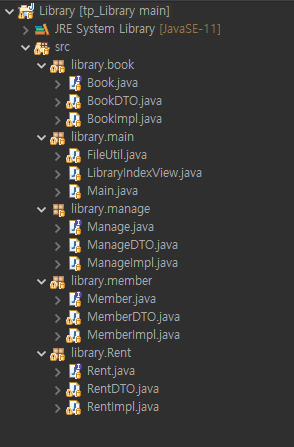 Library [tp_Library main]
JRE System Library [JavaSE-11]
src
library.book
Book.java
BookDTO.java
BookImpl.java
library.main
FileUtil.java
LibraryIndexView.java
Main.java
library.manage
Manage.java
ManageDTO.java
ManageImpl.java
library.member
Member.java
MemberDTO.java
MemberImpl.java
library.Rent
Rent.java
RentDTO.java
RentImpl.java